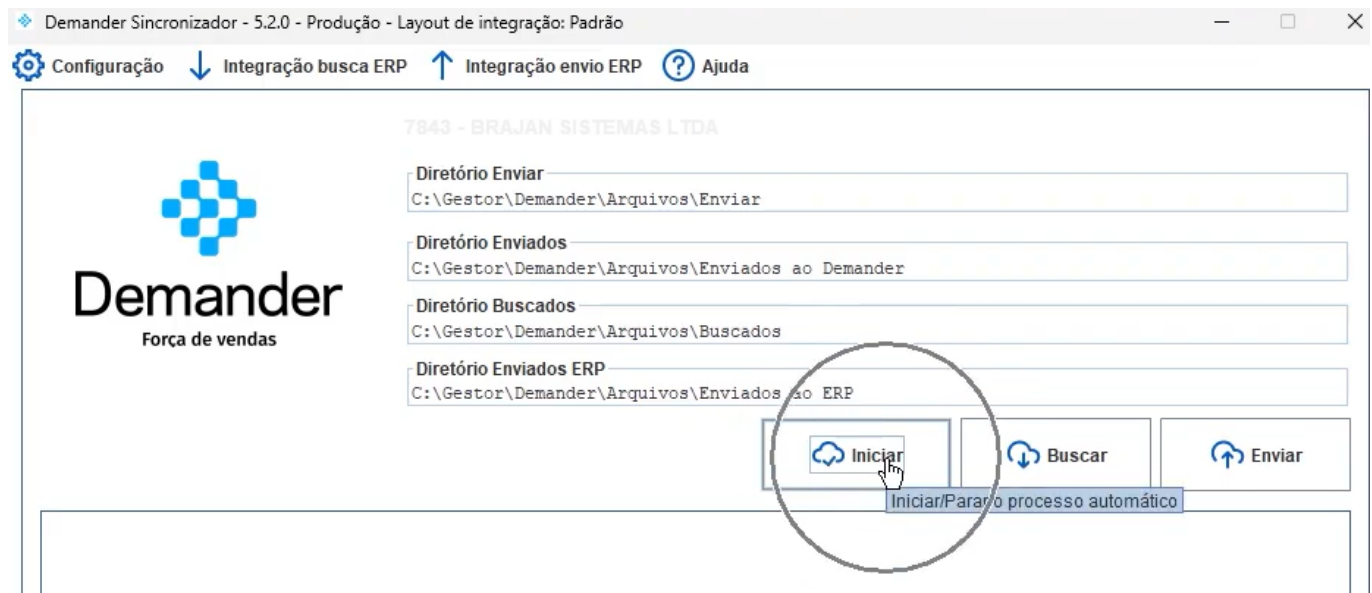 Demander Sincronizador - 5.2.0 - Produção - Layout de integração: Padrão
Configuração Integração busca ERP Integração envio ERP Ajuda
7843 - BRAJAN SISTEMAS LTDA
Diretório Enviar
C:\Gestor\Demander\Arquivos\Enviar
Diretório Enviados
C:\Gestor\Demander\Arquivos\Enviados ao Demander
Demander
Força de vendas
Diretório Buscados
C:\Gestor\Demander\Arquivos\Buscados
Diretório Enviados ERP
C:\Gestor\Demander\Arquivos\Enviados ao ERP
Iniciar Buscar Enviar
Iniciar/Parar o processo automático